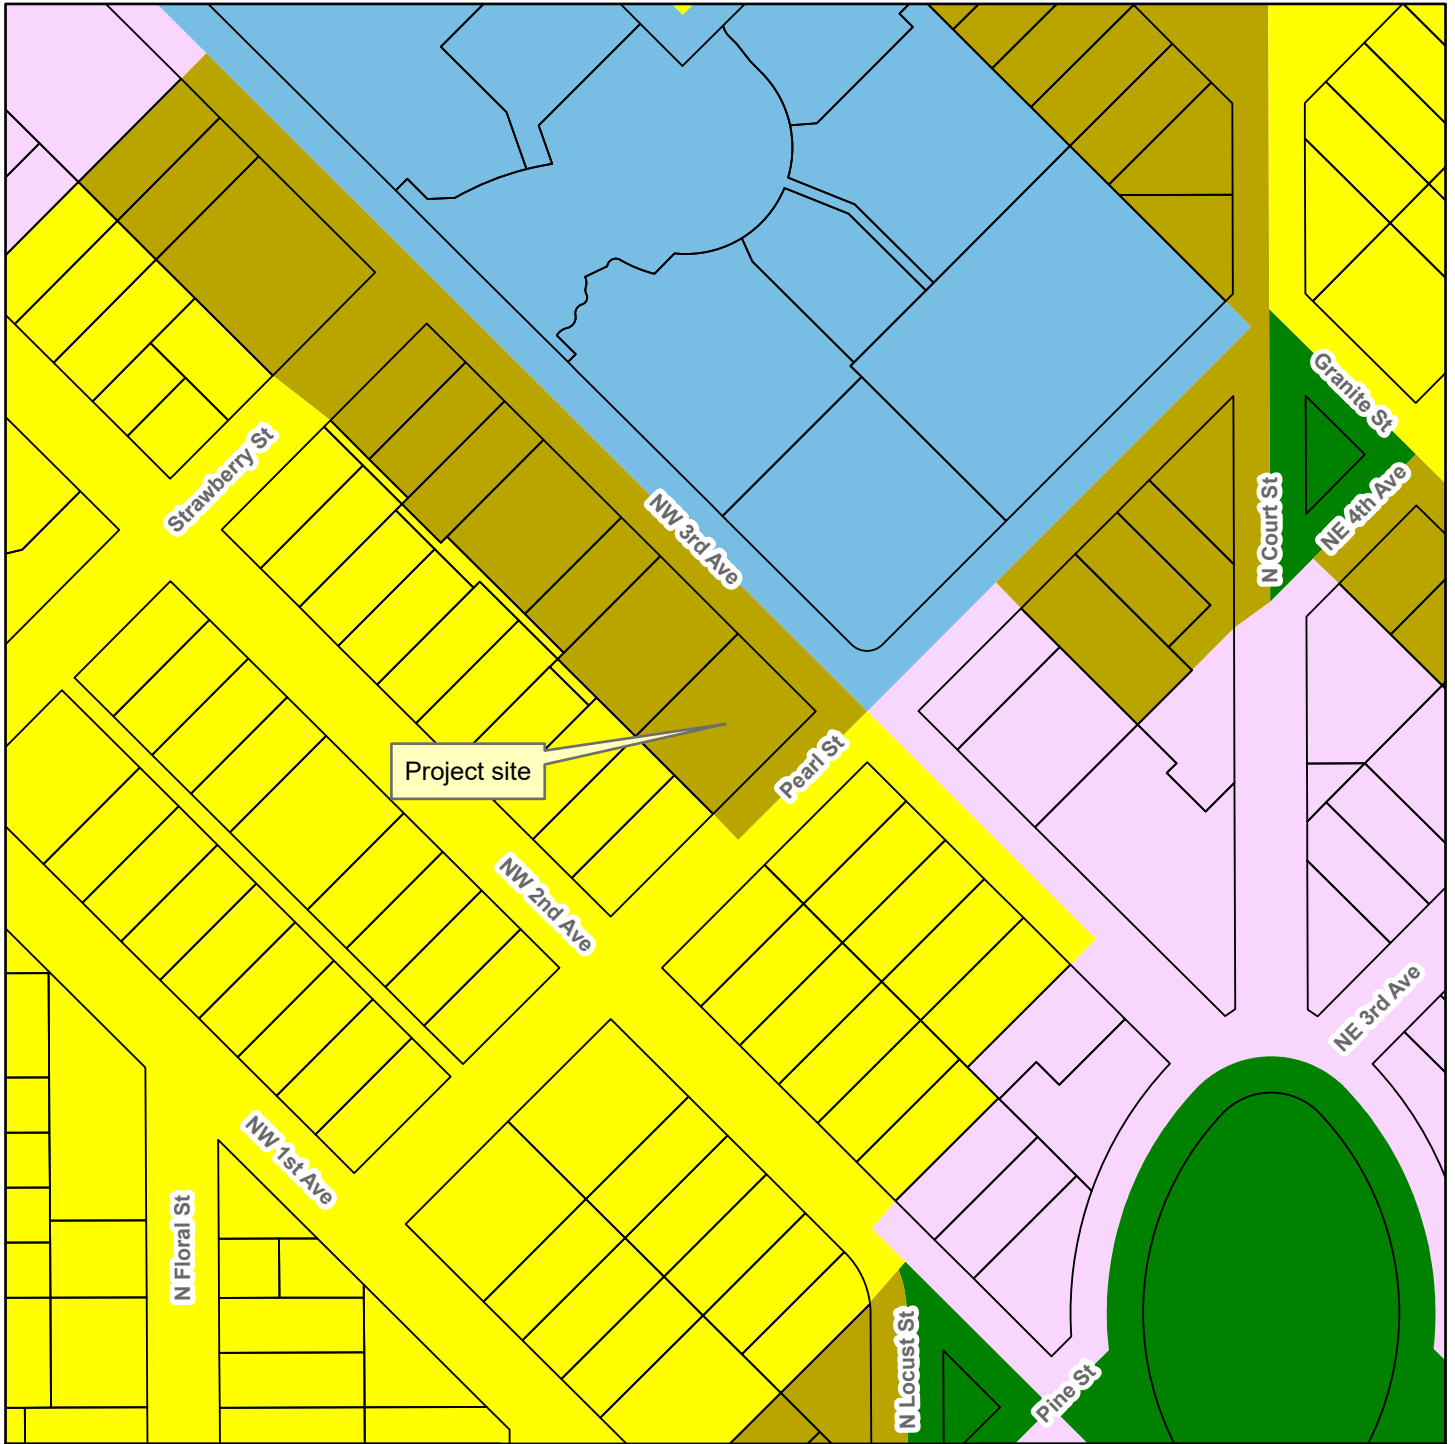 Granite St
Strawberry St
NE 4th Ave
N Court St
NW 3rd Ave
Project site
Pearl St
NW 2nd Ave
NE 3rd Ave
NW 1st Ave
N Floral St
N Locust St
Pine St